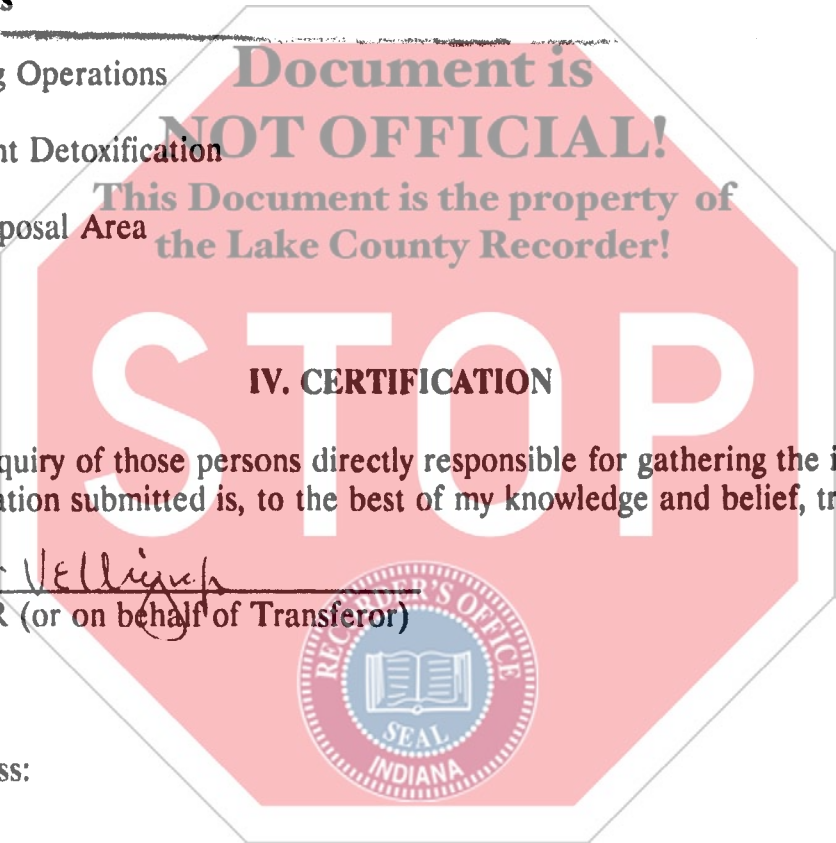 s
g Operations
Document is
NOT OFFICIAL!
nt Detoxification
This Document is the property of
posal Area
the Lake County Recorder!
STOP
IV. CERTIFICATION
quiry of those persons directly responsible for gathering the i
ation submitted is, to the best of my knowledge and belief, tr
R (or on behalf of Transferor)
RECORDER'S OFFICE
SEAL
INDIANA
ss: